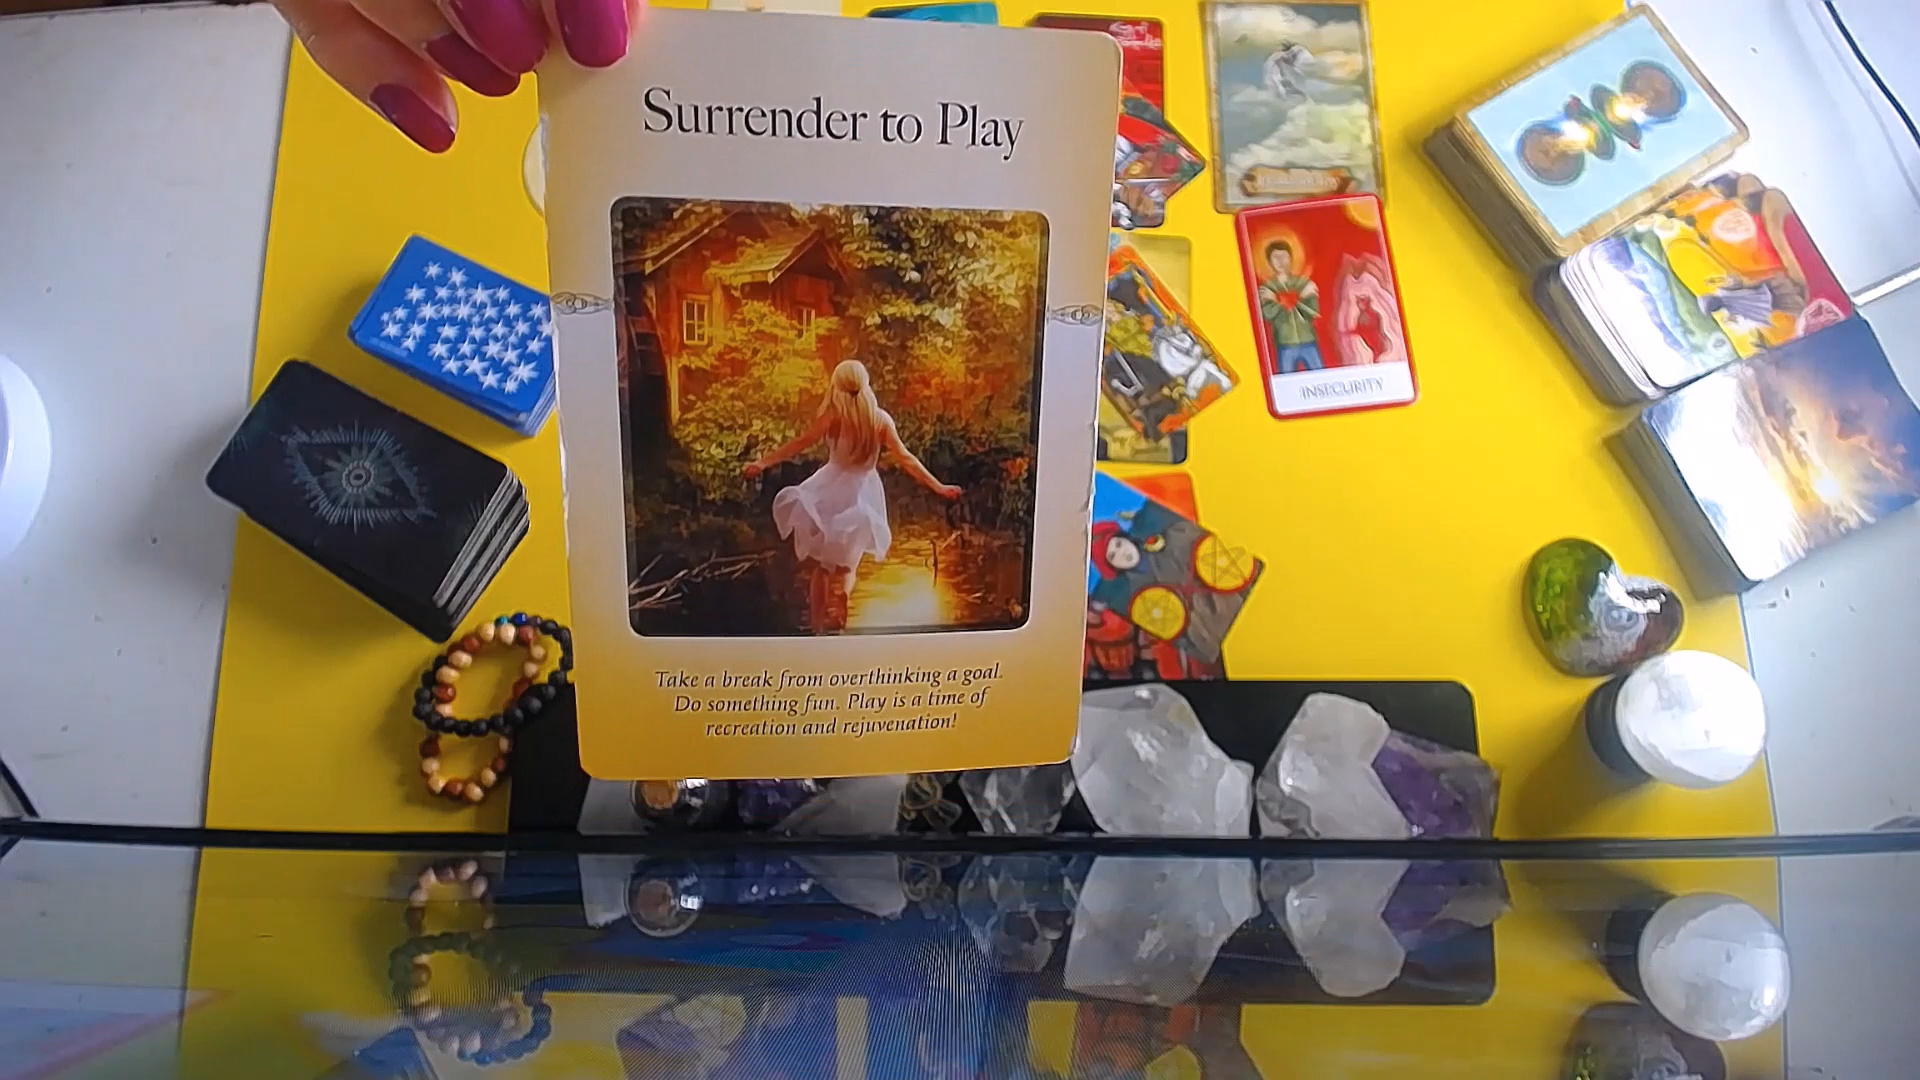 Surrender to Play
Take a break from overthinking a goal.
Do something fun. Play is a time of
recreation and rejuvenation!
INSECURITY